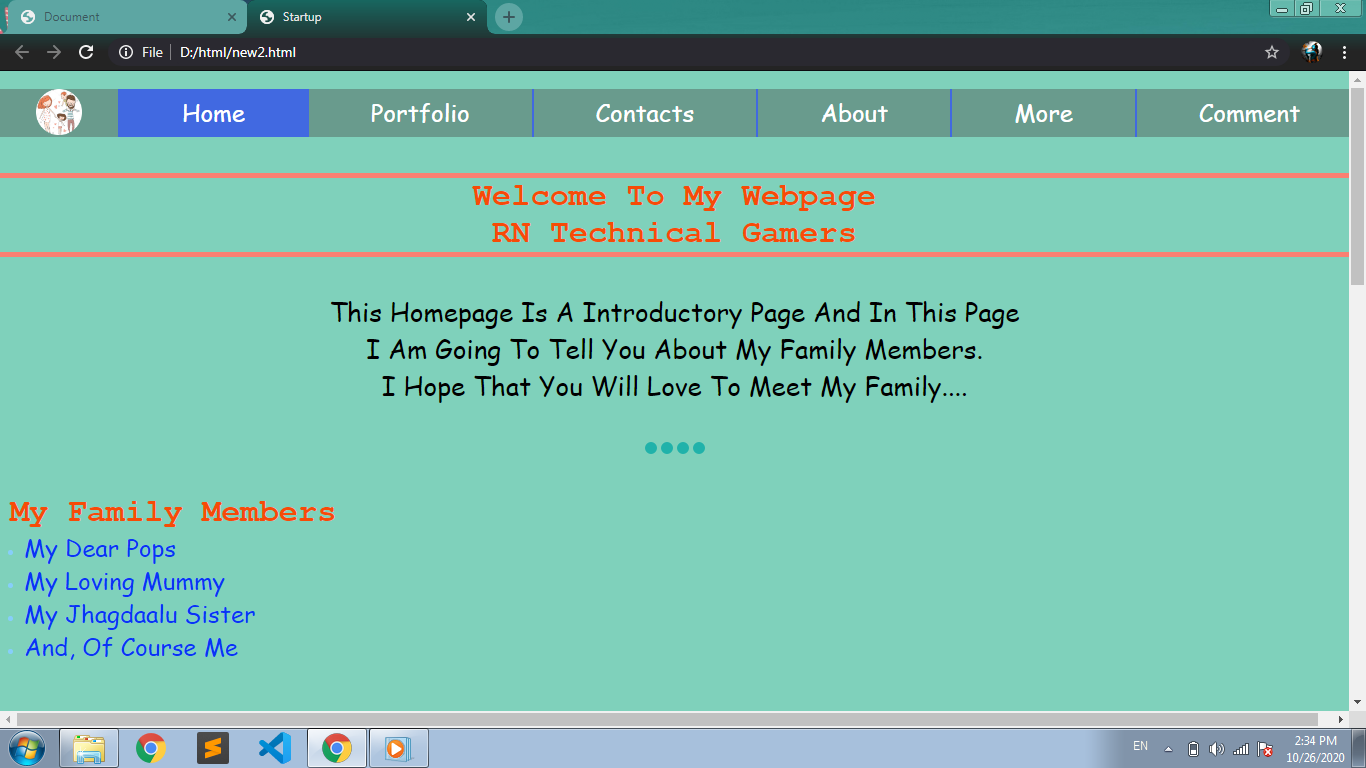 Document
Startup
File
D:/html/new2.html
Home
Portfolio
Contacts
About
More
Comment
Welcome To My Webpage
RN Technical Gamers
This Homepage Is A Introductory Page And In This Page
I Am Going To Tell You About My Family Members.
I Hope That You Will Love To Meet My Family....
My Family Members
My Dear Pops
My Loving Mummy
My Jhagdaalu Sister
And, Of Course Me
EN
2:34 PM
10/26/2020